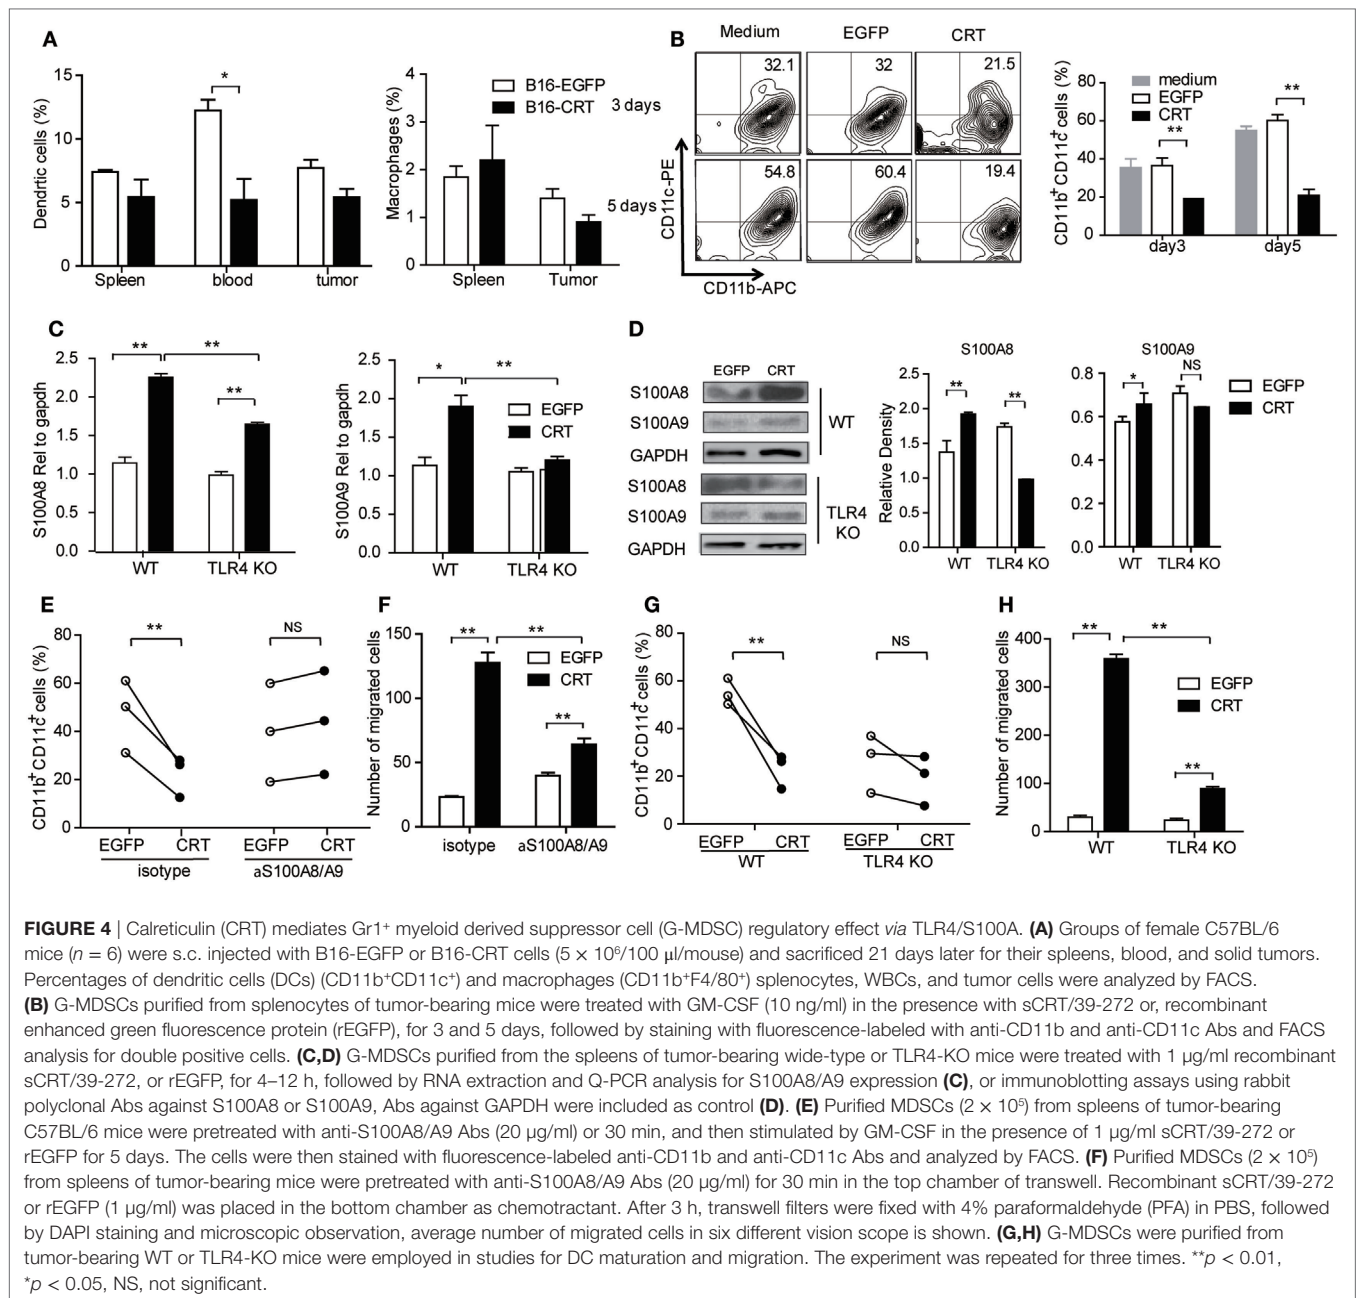 A
Dendrtic cells (%)
15
10
5
0
*
Spleen
blood
tumor
Macrophages (%)
4
3
2
1
0
B16-EGFP
B16-CRT
Spleen
Tumor
B
Medium
EGFP
CRT
3 days
32.1
32
21.5
5 days
54.8
60.4
19.4
CD11c-PE
CD11b-APC
CD11b+ CD11c+ cells (%)
80
60
40
20
0
medium
EGFP
CRT
**
**
day3
day5
C
S100A8 Rel to gapdh
2.5
2.0
1.5
1.0
0.5
0.0
**
**
**
WT
TLR4 KO
S100A9 Rel to gapdh
2.5
2.0
1.5
1.0
0.5
0.0
*
**
EGFP
CRT
WT
TLR4 KO
D
EGFP
CRT
S100A8
S100A9
GAPDH
WT
S100A8
S100A9
GAPDH
TLR4
KO
S100A8
Relative Density
2.5
2.0
1.5
1.0
0.5
0.0
**
**
WT
TLR4 KO
S100A9
0.8
0.6
0.4
0.2
0.0
*
NS
EGFP
CRT
WT
TLR4 KO
E
CD11b+ CD11c+ cells (%)
80
60
40
20
0
**
NS
EGFP
CRT
EGFP
CRT
isotype
aS100A8/A9
F
Number of migrated cells
150
100
50
0
**
**
**
EGFP
CRT
isotype
aS100A8/A9
G
CD11b+ CD11c+ cells (%)
80
60
40
20
0
**
NS
EGFP
CRT
EGFP
CRT
WT
TLR4 KO
H
Number of migrated cells
400
300
200
100
0
**
**
**
EGFP
CRT
WT
TLR4 KO
FIGURE 4 | Calreticulin (CRT) mediates Gr1+ myeloid derived suppressor cell (G-MDSC) regulatory effect via TLR4/S100A. (A) Groups of female C57BL/6
mice (n = 6) were s.c. injected with B16-EGFP or B16-CRT cells (5 × 10⁶/100 μl/mouse) and sacrificed 21 days later for their spleens, blood, and solid tumors.
Percentages of dendritic cells (DCs) (CD11b+CD11c+) and macrophages (CD11b+F4/80+) splenocytes, WBCs, and tumor cells were analyzed by FACS.
(B) G-MDSCs purified from splenocytes of tumor-bearing mice were treated with GM-CSF (10 ng/ml) in the presence with sCRT/39-272 or, recombinant
enhanced green fluorescence protein (rEGFP), for 3 and 5 days, followed by staining with fluorescence-labeled with anti-CD11b and anti-CD11c Abs and FACS
analysis for double positive cells. (C,D) G-MDSCs purified from the spleens of tumor-bearing wide-type or TLR4-KO mice were treated with 1 μg/ml recombinant
sCRT/39-272, or rEGFP, for 4–12 h, followed by RNA extraction and Q-PCR analysis for S100A8/A9 expression (C), or immunoblotting assays using rabbit
polyclonal Abs against S100A8 or S100A9, Abs against GAPDH were included as control (D). (E) Purified MDSCs (2 × 10⁵) from spleens of tumor-bearing
C57BL/6 mice were pretreated with anti-S100A8/A9 Abs (20 μg/ml) or 30 min, and then stimulated by GM-CSF in the presence of 1 μg/ml sCRT/39-272 or
rEGFP for 5 days. The cells were then stained with fluorescence-labeled anti-CD11b and anti-CD11c Abs and analyzed by FACS. (F) Purified MDSCs (2 × 10⁵)
from spleens of tumor-bearing mice were pretreated with anti-S100A8/A9 Abs (20 μg/ml) for 30 min in the top chamber of transwell. Recombinant sCRT/39-272
or rEGFP (1 μg/ml) was placed in the bottom chamber as chemotractant. After 3 h, transwell filters were fixed with 4% paraformaldehyde (PFA) in PBS, followed
by DAPI staining and microscopic observation, average number of migrated cells in six different vision scope is shown. (G,H) G-MDSCs were purified from
tumor-bearing WT or TLR4-KO mice were employed in studies for DC maturation and migration. The experiment was repeated for three times. **p < 0.01,
*p < 0.05, NS, not significant.